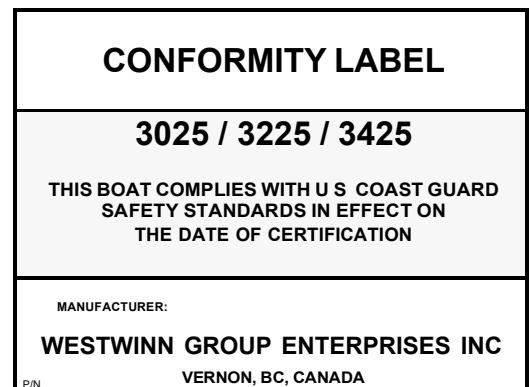 CONFORMITY LABEL
3025 / 3225 / 3425
THIS BOAT COMPLIES WITH U S COAST GUARD
SAFETY STANDARDS IN EFFECT ON
THE DATE OF CERTIFICATION
MANUFACTURER:
WESTWINN GROUP ENTERPRISES INC
VERNON, BC, CANADA
P/N